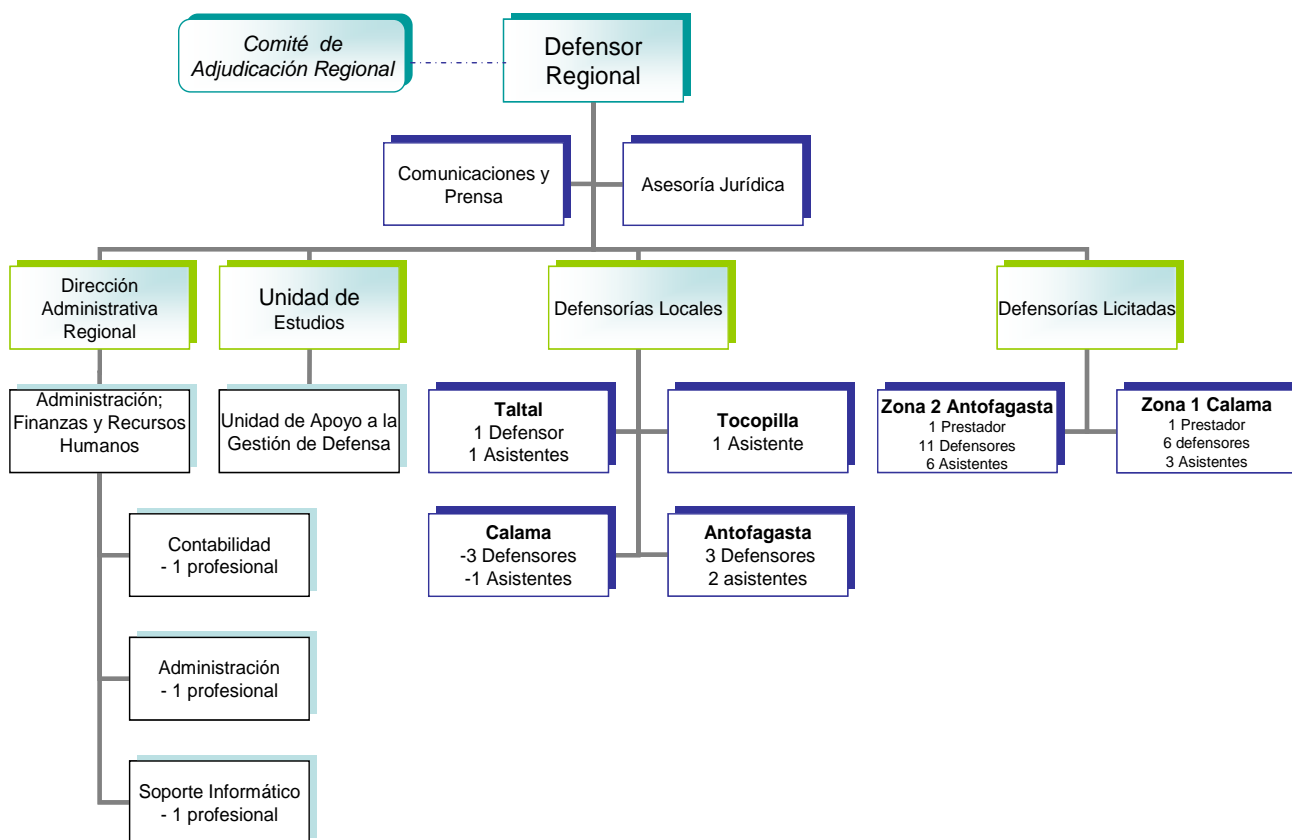 Comité de
Adjudicación Regional
Defensor
Regional
Comunicaciones y
Prensa
Asesoría Jurídica
Dirección
Administrativa
Regional
Unidad de
Estudios
Defensorías Locales
Defensorías Licitadas
Administración;
Finanzas y Recursos
Humanos
Unidad de Apoyo a la
Gestión de Defensa
Taltal
1 Defensor
1 Asistentes
Tocopilla
1 Asistente
Zona 2 Antofagasta
1 Prestador
11 Defensores
6 Asistentes
Zona 1 Calama
1 Prestador
6 defensores
3 Asistentes
Contabilidad
- 1 profesional
Calama
-3 Defensores
-1 Asistentes
Antofagasta
3 Defensores
2 asistentes
Administración
- 1 profesional
Soporte Informático
- 1 profesional